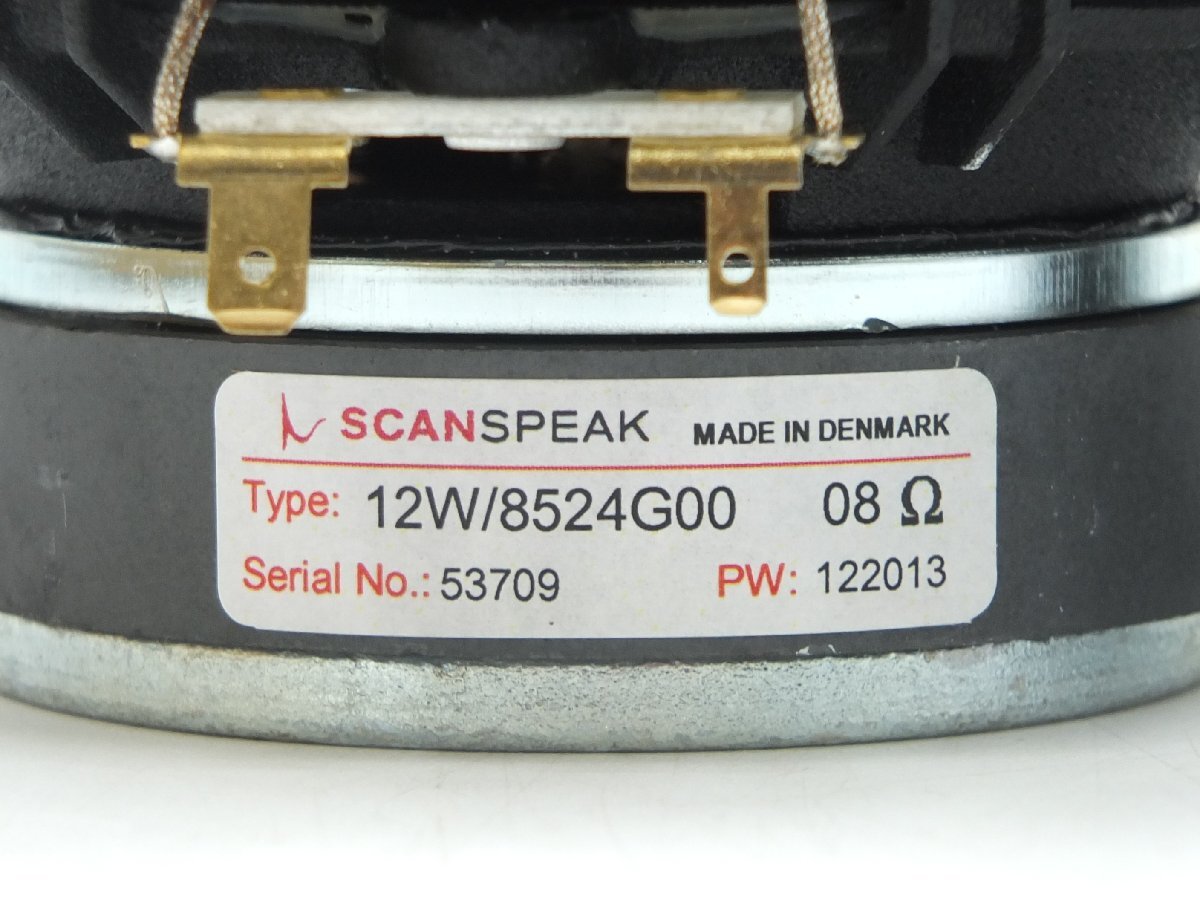 SCANSPEAK MADE IN DENMARK
Type: 12W/8524G00 08 Ω
Serial No.: 53709 PW: 122013